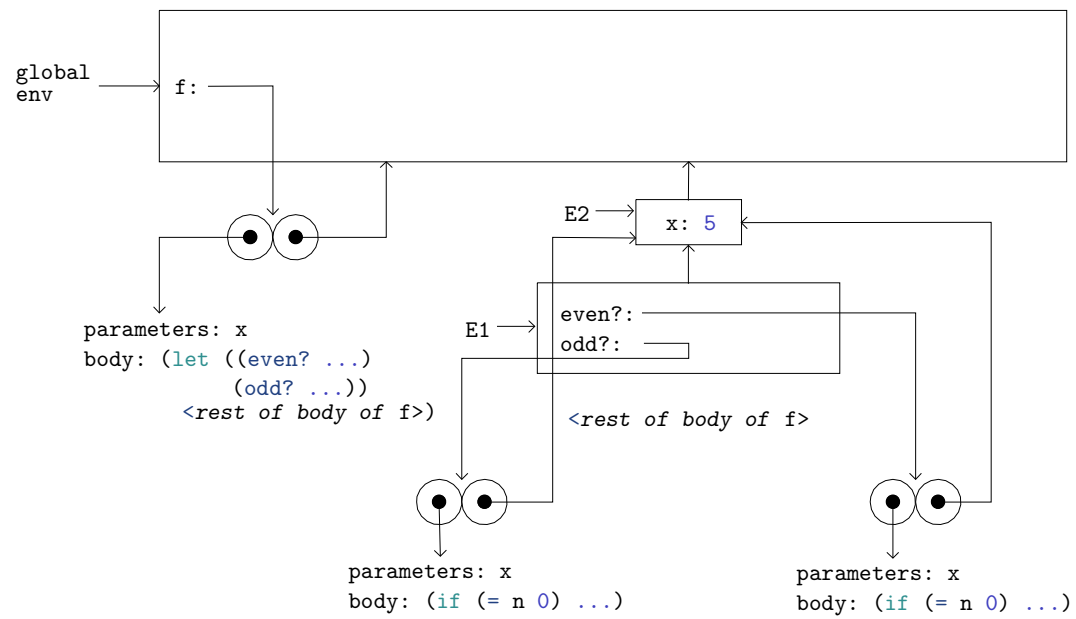 global
env
f:
E2
x: 5
E1
even?:
odd?:
parameters: x
body: (let ((even? ...)
(odd? ...))
<rest of body of f>)
<rest of body of f>
parameters: x
body: (if (= n 0) ...)
parameters: x
body: (if (= n 0) ...)